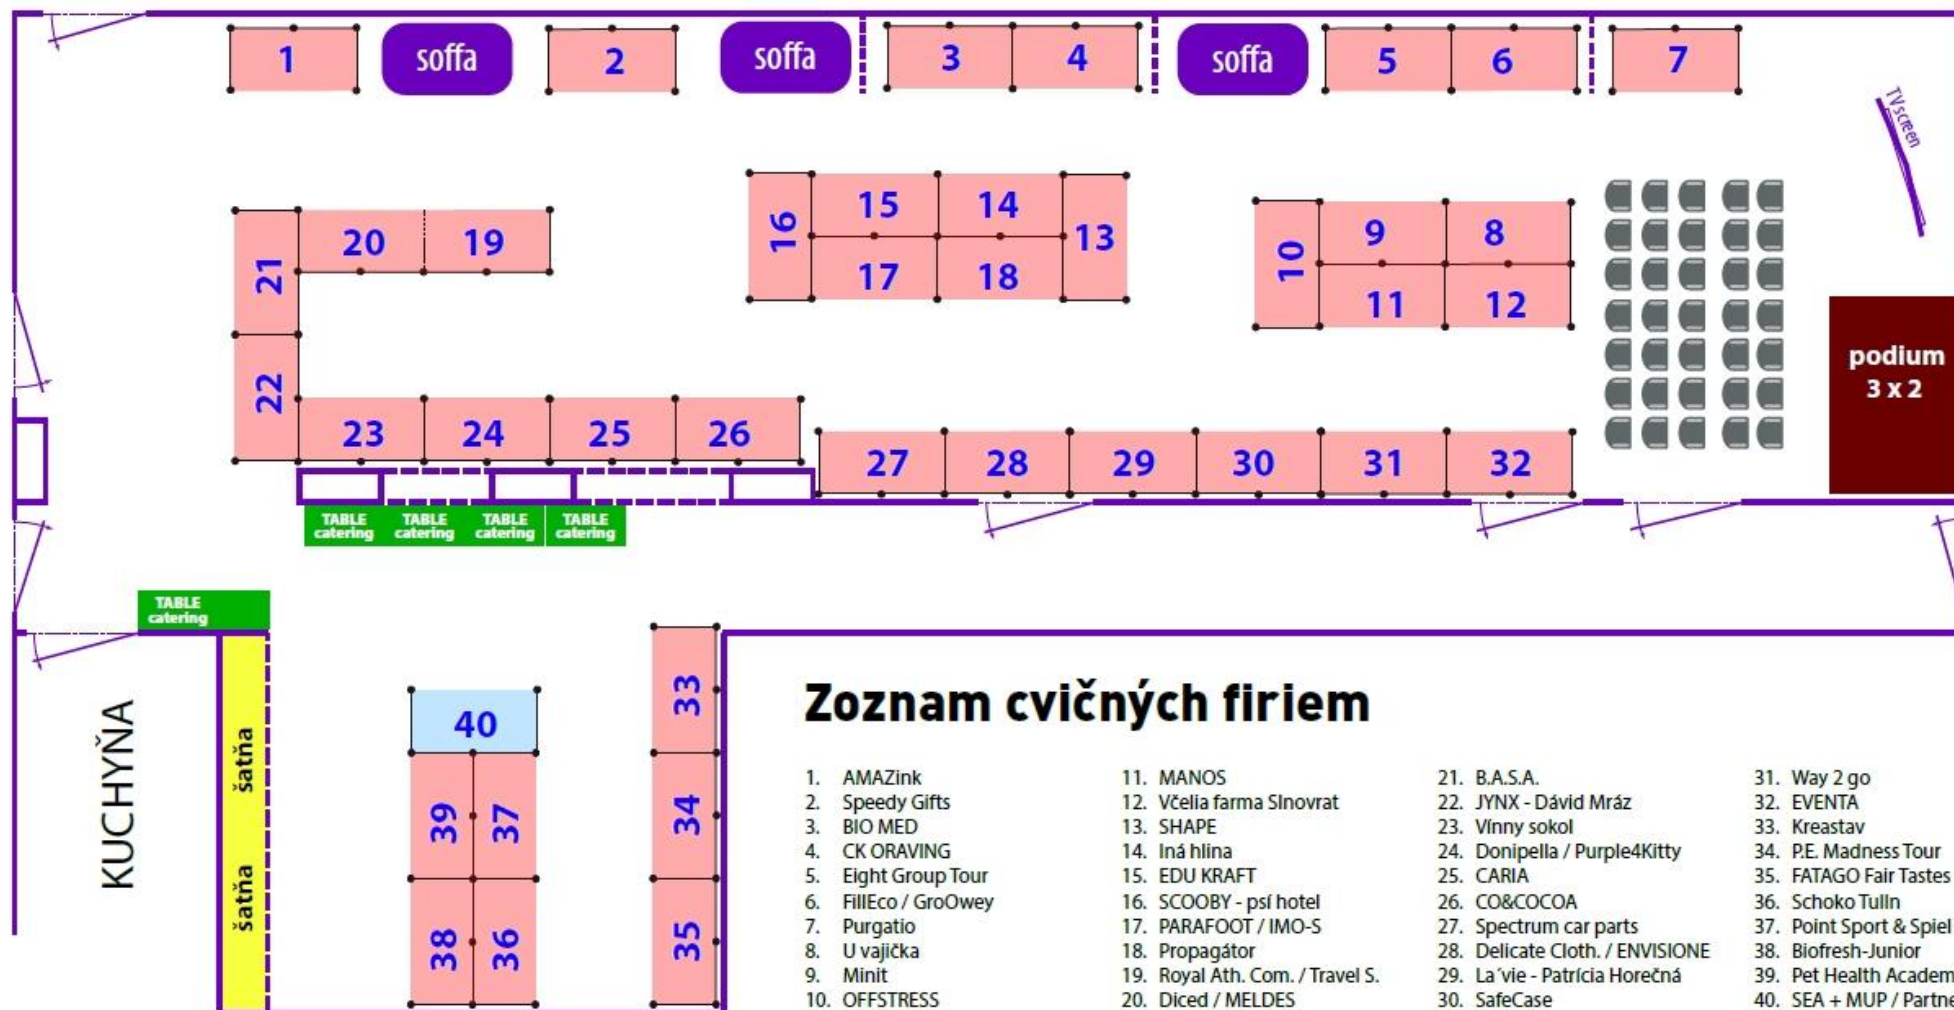 1
soffa
2
soffa
3
4
soffa
5
6
7
TV screen
16
15
14
13
17
18
10
9
8
11
12
21
20
19
22
23
24
25
26
27
28
29
30
31
32
podium
3 x 2
TABLE
catering
TABLE
catering
TABLE
catering
TABLE
catering
TABLE
catering
KUCHYŇA
šatňa
šatňa
40
39
37
38
36
33
34
35
Zoznam cvičných firiem
1. AMAZink
2. Speedy Gifts
3. BIO MED
4. CK ORAVING
5. Eight Group Tour
6. FillEco / GroOwey
7. Purgatio
8. U vajíčka
9. Minit
10. OFFSTRESS
11. MANOS
12. Včelia farma Slnovrat
13. SHAPE
14. Iná hlina
15. EDU KRAFT
16. SCOOBY - psí hotel
17. PARAFOOT / IMO-S
18. Propagátor
19. Royal Ath. Com. / Travel S.
20. Diced / MELDES
21. B.A.S.A.
22. JYNX - Dávid Mráz
23. Vínny sokol
24. Donipella / Purple4Kitty
25. CARIA
26. CO&COCOA
27. Spectrum car parts
28. Delicate Cloth. / ENVISIONE
29. La´vie - Patrícia Horečná
30. SafeCase
31. Way 2 go
32. EVENTA
33. Kreastav
34. P.E. Madness Tour
35. FATAGO Fair Tastes
36. Schoko Tulln
37. Point Sport & Spiel
38. Biofresh-Junior
39. Pet Health Academ
40. SEA + MUP / Partne